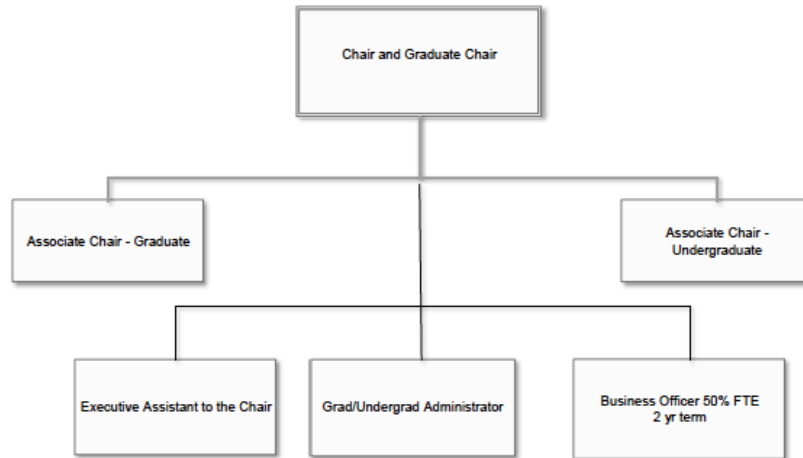 Chair and Graduate Chair
Associate Chair - Graduate
Associate Chair -
Undergraduate
Executive Assistant to the Chair
Grad/Undergrad Administrator
Business Officer 50% FTE
2 yr term